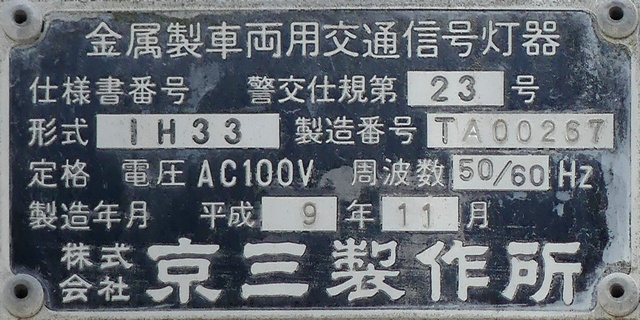 金属製車両用交通信号灯器
仕様書番号 警交仕規第 23 号
形式 1H33 製造番号 TA00267
定格 電圧 AC100V 周波数 50/60 Hz
製造年月 平成 9 年 11 月
株式会社 京三製作所